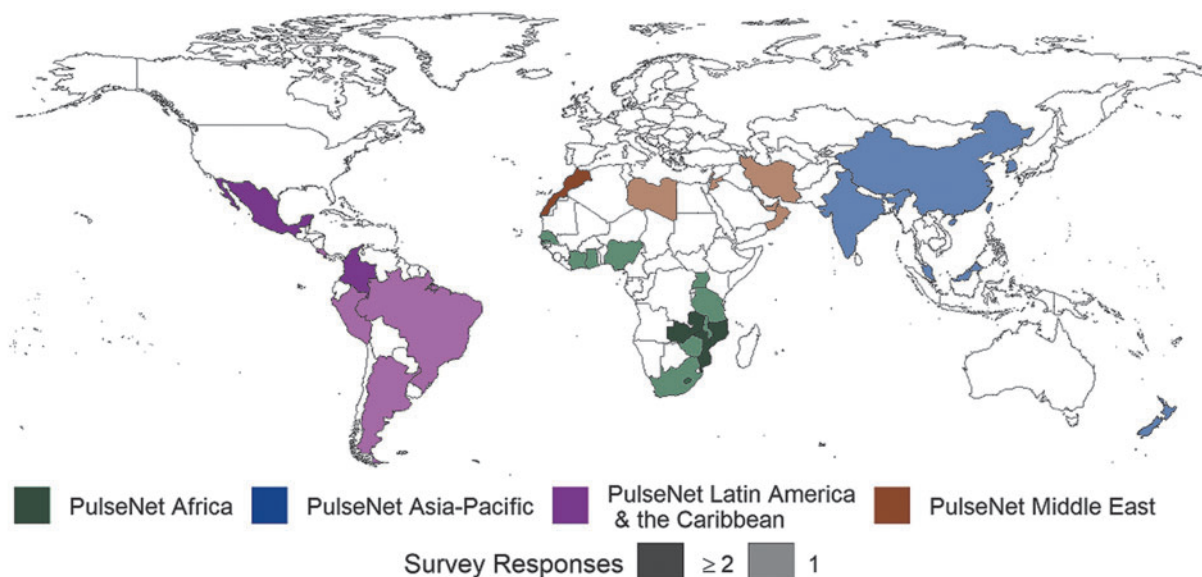 PulseNet Africa
PulseNet Asia-Pacific
PulseNet Latin America
& the Caribbean
PulseNet Middle East
Survey Responses ≥ 2 1